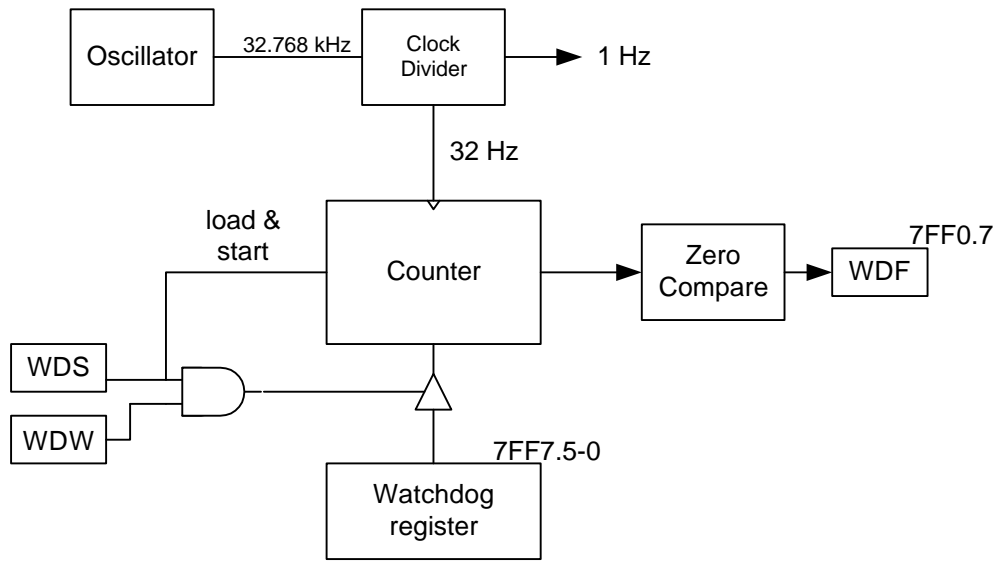 Oscillator
32.768 kHz
Clock
Divider
1 Hz
32 Hz
load &
start
Counter
Zero
Compare
7FF0.7
WDF
WDS
WDW
7FF7.5-0
Watchdog
register